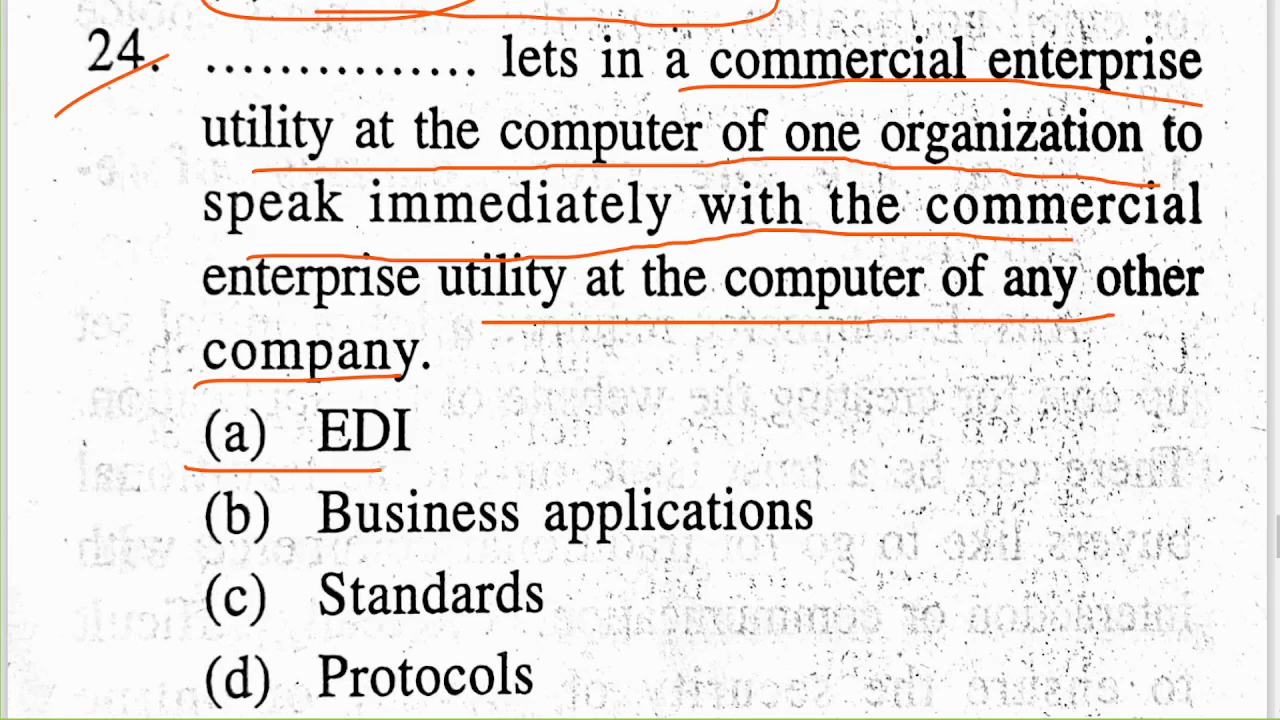 24. ............... lets in a commercial enterprise
utility at the computer of one organization to
speak immediately with the commercial
enterprise utility at the computer of any other
company.
(a) EDI
(b) Business applications
(c) Standards
(d) Protocols